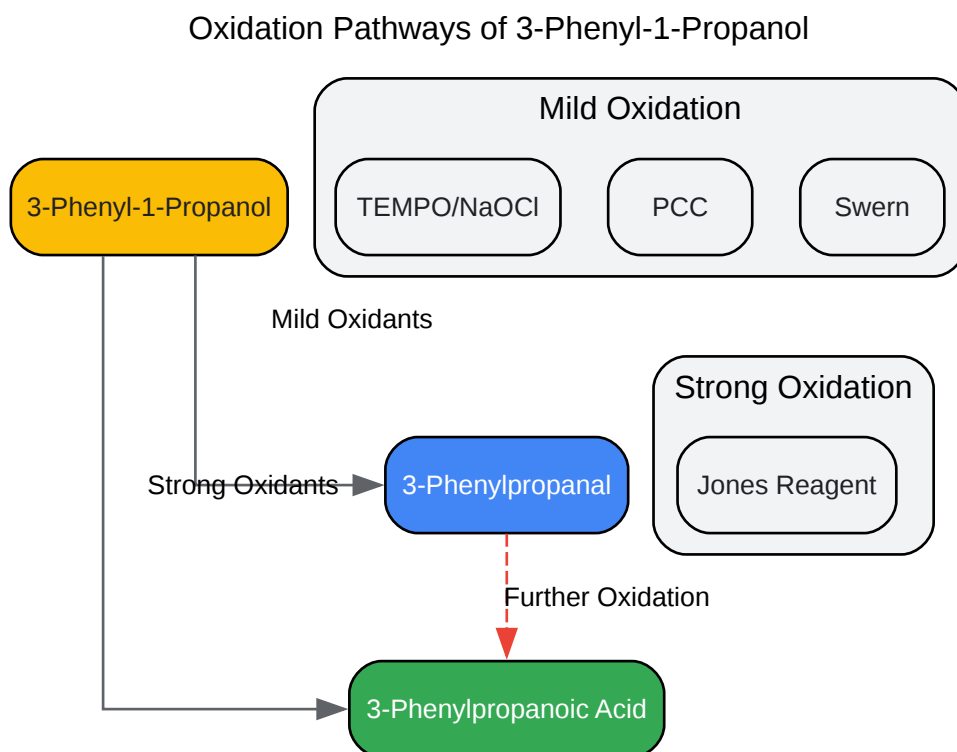 Oxidation Pathways of 3-Phenyl-1-Propanol
Mild Oxidation
3-Phenyl-1-Propanol
TEMPO/NaOCl
PCC
Swern
Mild Oxidants
Strong Oxidation
Strong Oxidants
3-Phenylpropanal
Jones Reagent
Further Oxidation
3-Phenylpropanoic Acid